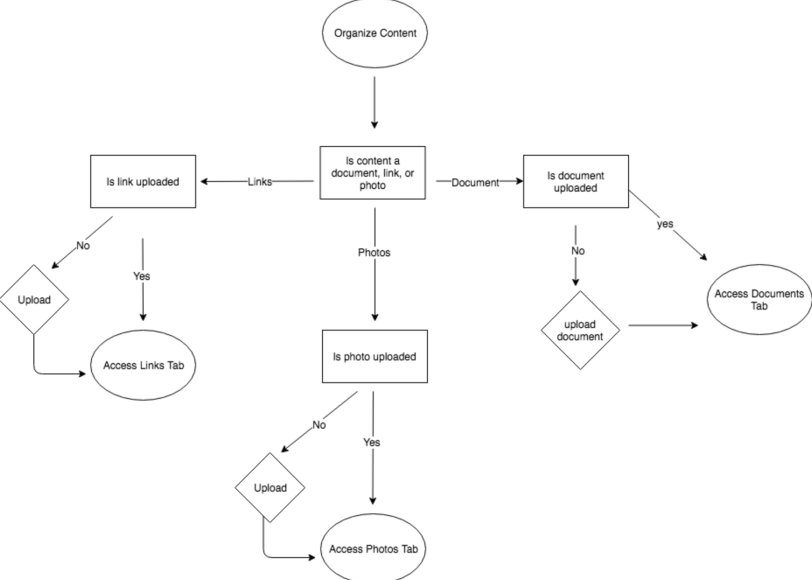 Organize Content
Is content a
document, link, or
photo
Links
Document
Photos
Is link uploaded
No
Yes
Upload
Access Links Tab
Is photo uploaded
No
Yes
Upload
Access Photos Tab
Is document
uploaded
No
yes
upload
document
Access Documents
Tab